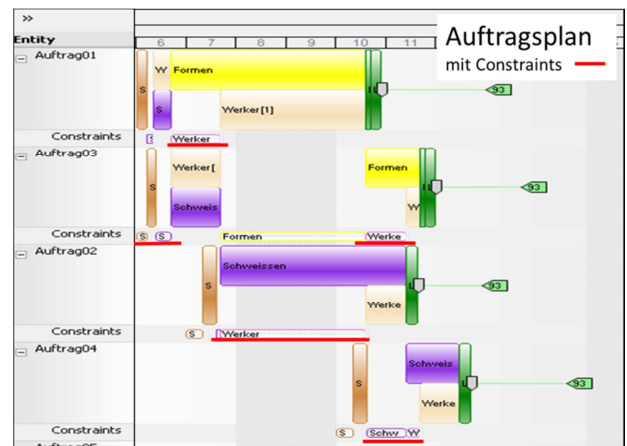 »
Auftragsplan
mit Constraints
Entity
6 7 8 9 10 11
Auftrag01
S W Formen 93
S Werker[1]
Constraints
Werker
Auftrag03
S Werker[ Formen 93
Schweis W
Constraints
S S Formen Werke
Auftrag02
S Schweissen 93
Werke
Constraints
S Werker
Auftrag04
S Schweis 93
Werke
Constraints
S Schw W